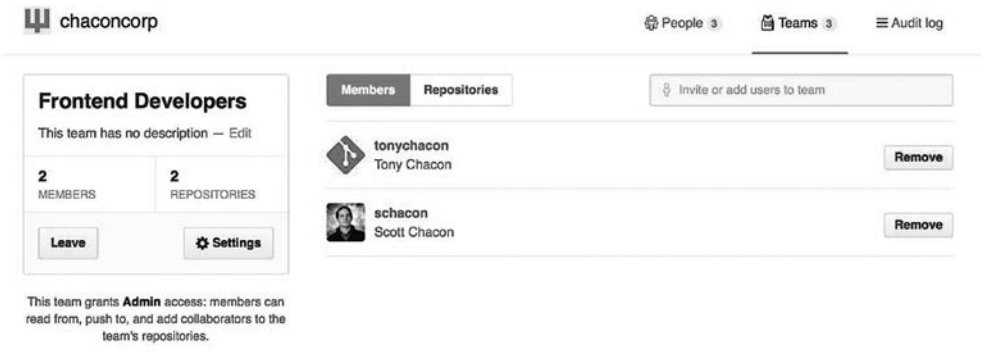 chaconcorp
People 3
Teams 3
Audit log
Frontend Developers
This team has no description — Edit
2
MEMBERS
2
REPOSITORIES
Leave
Settings
This team grants Admin access: members can
read from, push to, and add collaborators to the
team's repositories.
Members
Repositories
Invite or add users to team
tonychacon
Tony Chacon
Remove
schacon
Scott Chacon
Remove